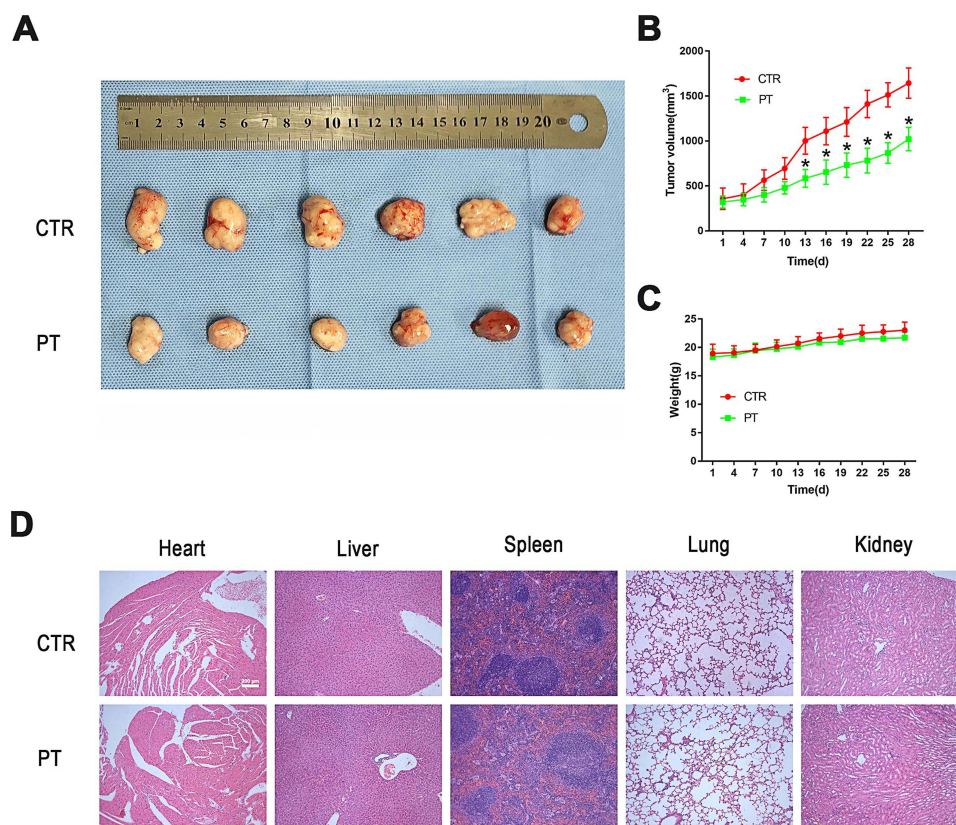 A
cm 1 2 3 4 5 6 7 8 9 10 11 12 13 14 15 16 17 18 19 20
CTR
PT
B
2000
1500
1000
500
0
Tumor volume(mm³)
CTR
PT
* * * * * *
1 4 7 10 13 16 19 22 25 28
Time(d)
C
25
20
15
10
5
0
Weight(g)
CTR
PT
1 4 7 10 13 16 19 22 25 28
Time(d)
D
Heart Liver Spleen Lung Kidney
CTR
200 μm
PT